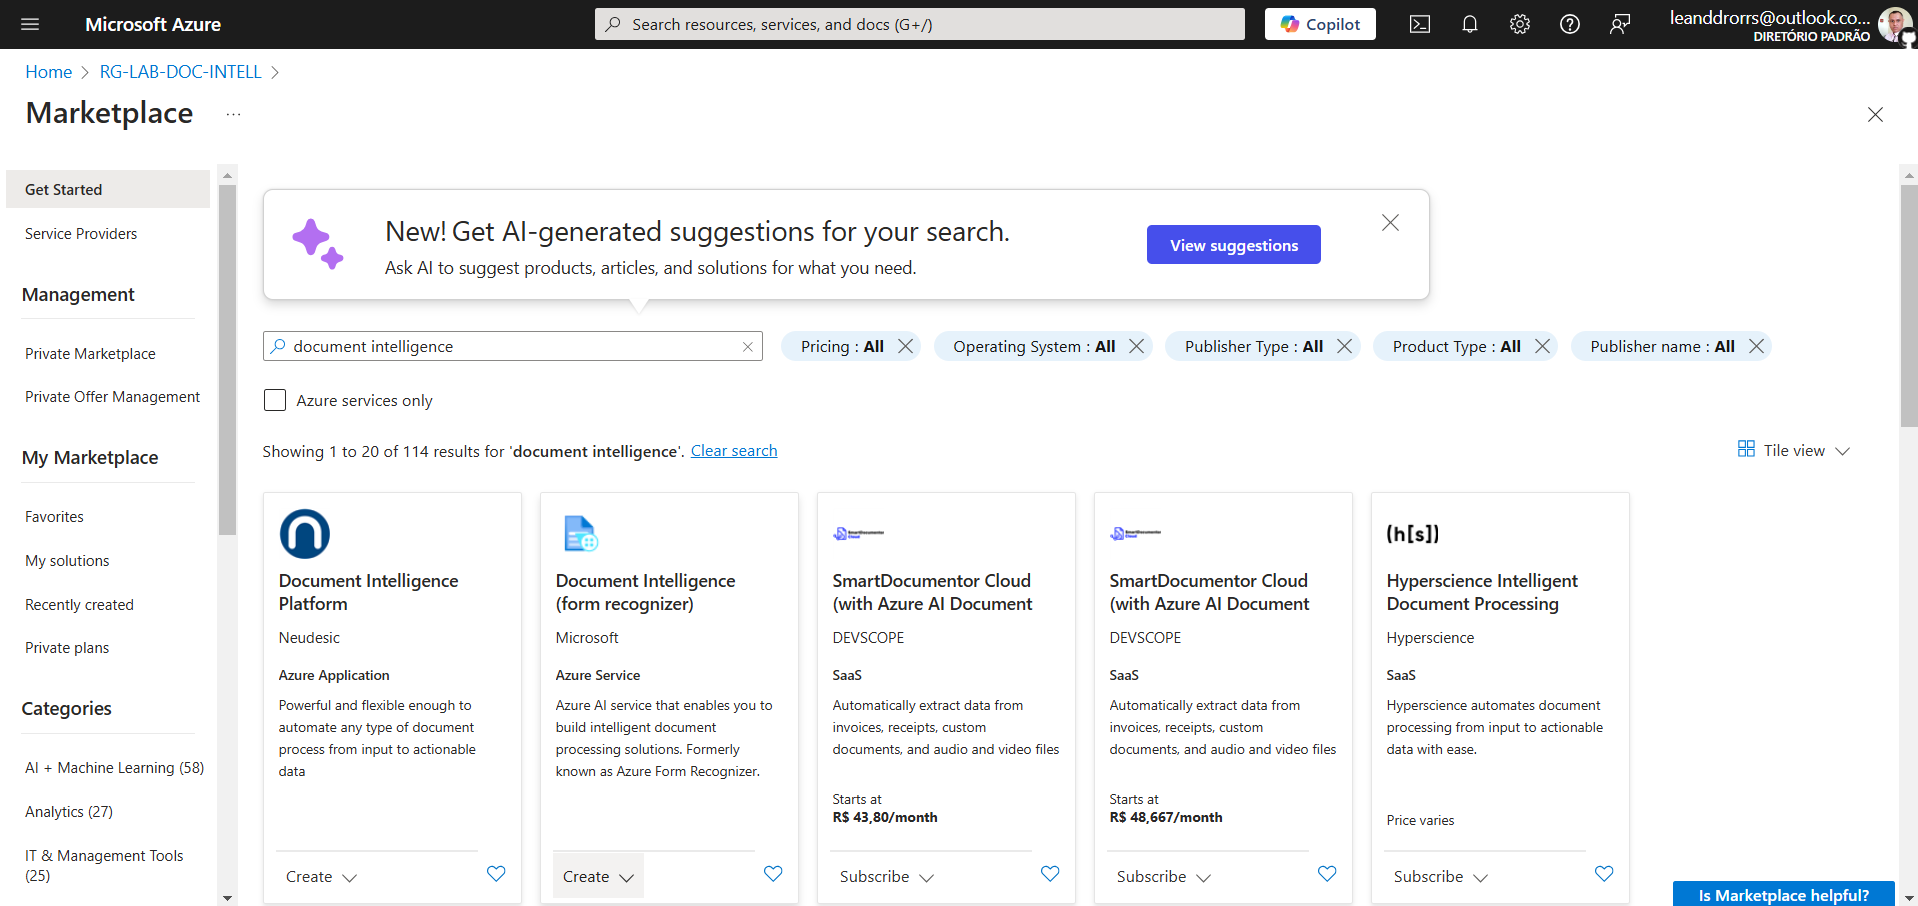 Microsoft Azure
Search resources, services, and docs (G+/)
Copilot
leanddrorrs@outlook.co...
DIRETÓRIO PADRÃO
Home
RG-LAB-DOC-INTELL
Marketplace
...
Get Started
Service Providers
Management
Private Marketplace
Private Offer Management
My Marketplace
Favorites
My solutions
Recently created
Private plans
Categories
AI + Machine Learning (58)
Analytics (27)
IT & Management Tools
(25)
New! Get AI-generated suggestions for your search.
Ask AI to suggest products, articles, and solutions for what you need.
View suggestions
document intelligence
Pricing : All
Operating System : All
Publisher Type : All
Product Type : All
Publisher name : All
Azure services only
Showing 1 to 20 of 114 results for 'document intelligence'. Clear search
Tile view
Document Intelligence
Platform
Neudesic
Azure Application
Powerful and flexible enough to
automate any type of document
process from input to actionable
data
Create
Document Intelligence
(form recognizer)
Microsoft
Azure Service
Azure AI service that enables you to
build intelligent document
processing solutions. Formerly
known as Azure Form Recognizer.
Create
SmartDocumentor
Cloud
SmartDocumentor Cloud
(with Azure AI Document
DEVSCOPE
SaaS
Automatically extract data from
invoices, receipts, custom
documents, and audio and video files
Starts at
R$ 43,80/month
Subscribe
SmartDocumentor
Cloud
SmartDocumentor Cloud
(with Azure AI Document
DEVSCOPE
SaaS
Automatically extract data from
invoices, receipts, custom
documents, and audio and video files
Starts at
R$ 48,667/month
Subscribe
(h[s])
Hyperscience Intelligent
Document Processing
Hyperscience
SaaS
Hyperscience automates document
processing from input to actionable
data with ease.
Price varies
Subscribe
Is Marketplace helpful?